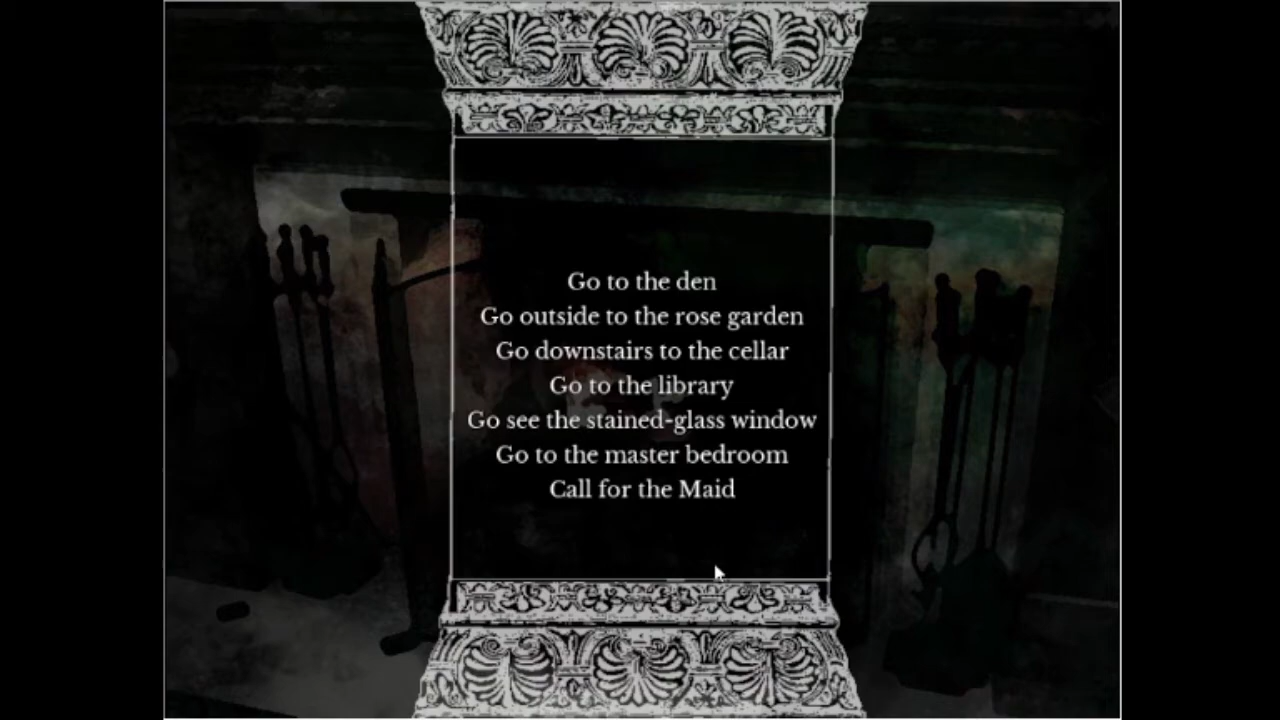 Go to the den
Go outside to the rose garden
Go downstairs to the cellar
Go to the library
Go see the stained-glass window
Go to the master bedroom
Call for the Maid